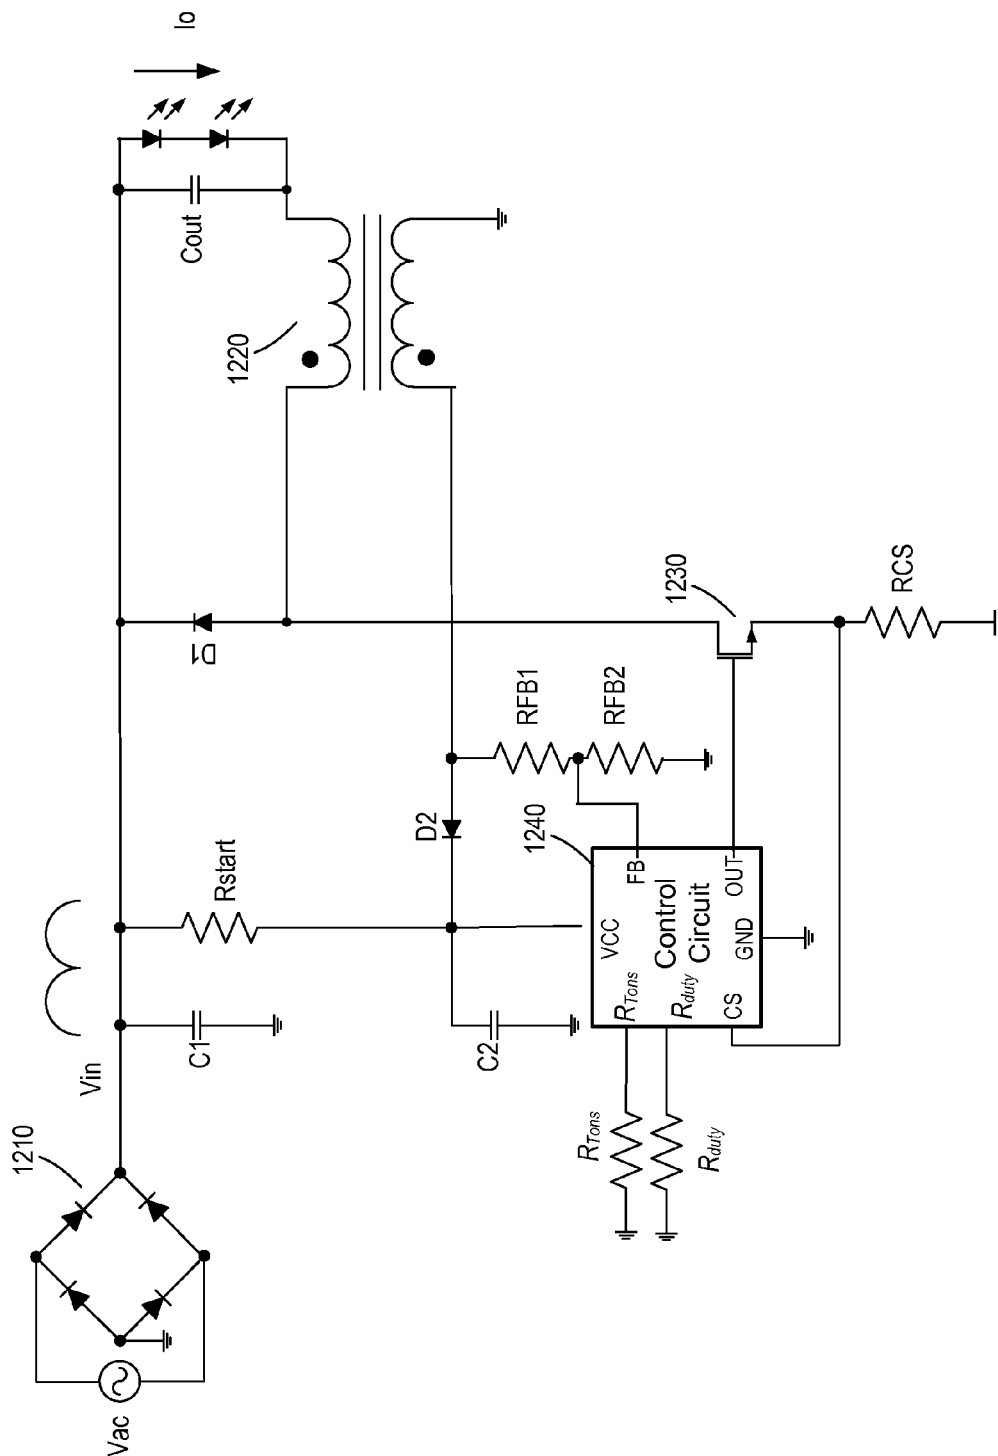 Vac
1210
Vin
C1
Rstart
D1
1220
Cout
Io
D2
C2
RFB1
RFB2
1240
VCC
FB
RTons
Rduty
Control
Circuit
CS
GND
OUT
RTons
Rduty
1230
RCS